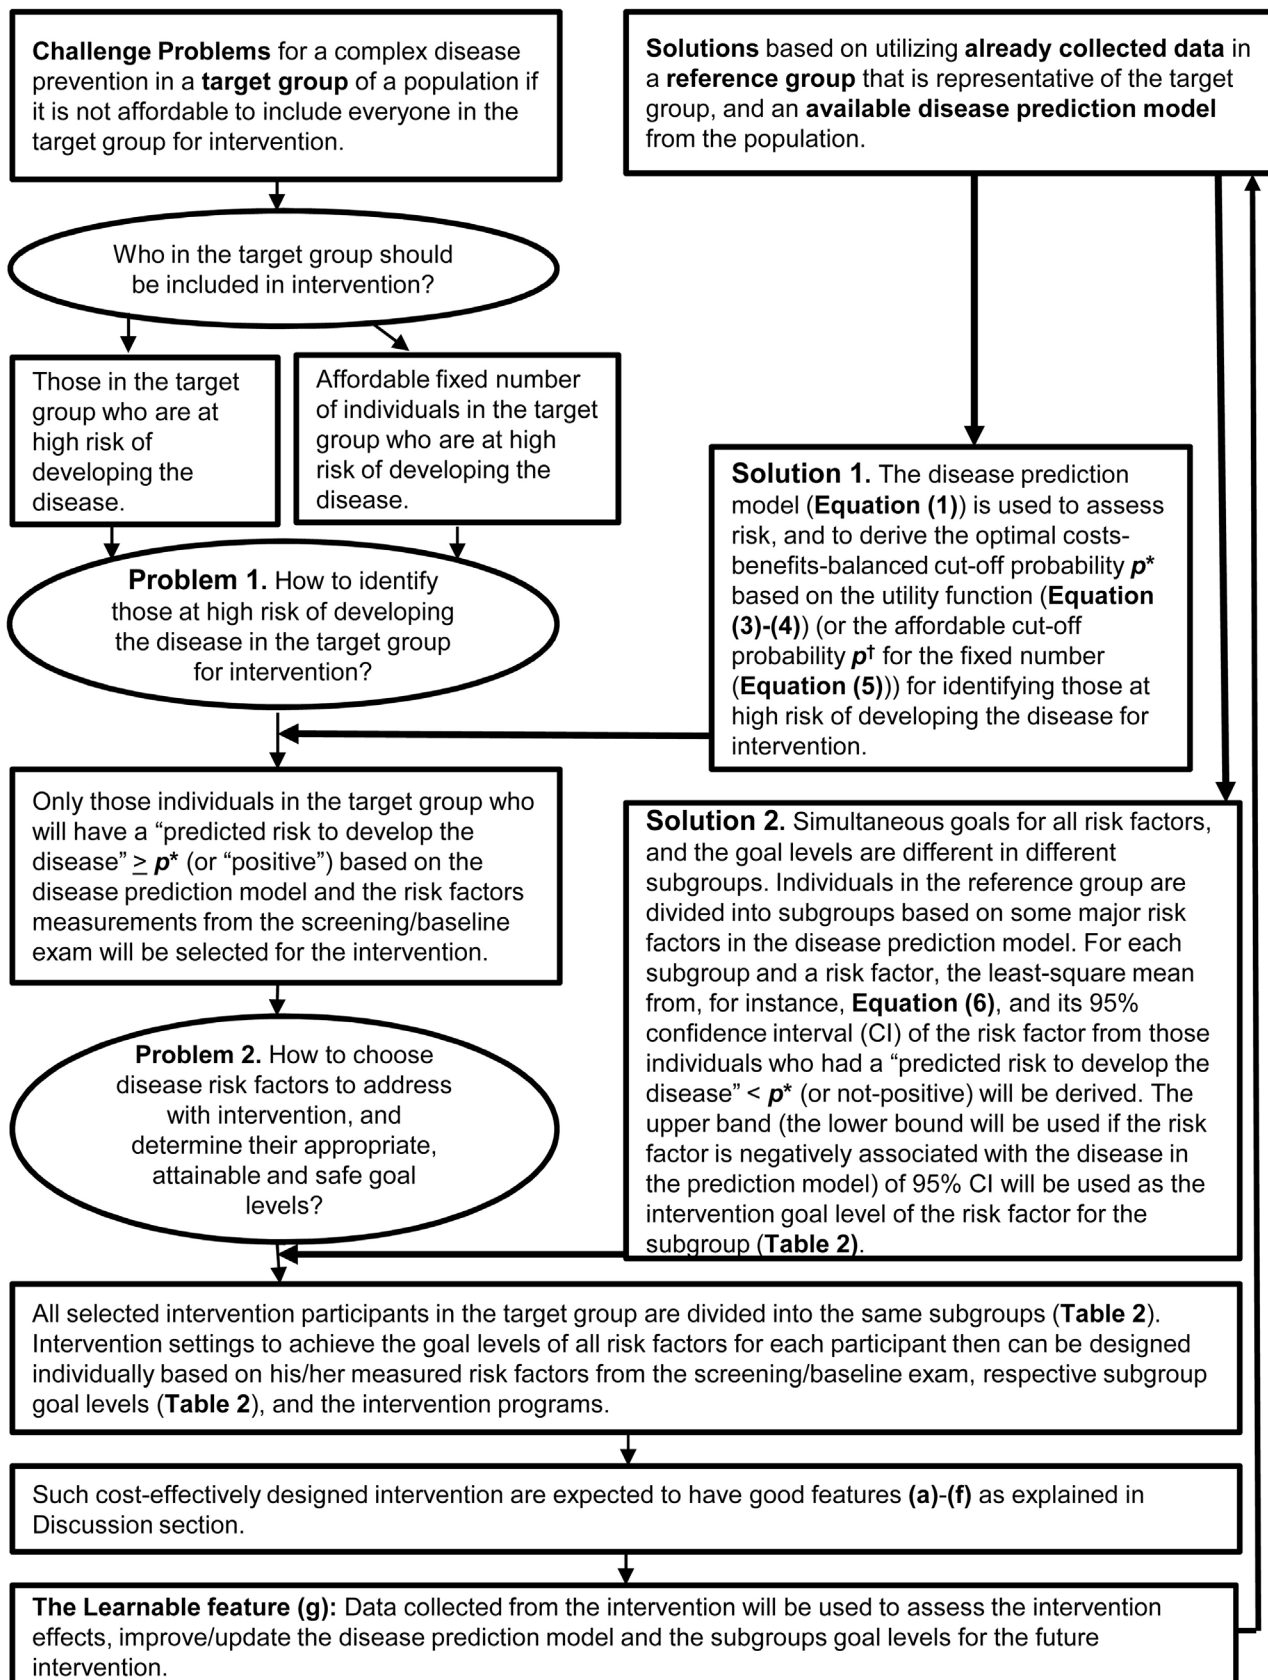 Challenge Problems for a complex disease
prevention in a target group of a population if
it is not affordable to include everyone in the
target group for intervention.
Solutions based on utilizing already collected data in
a reference group that is representative of the target
group, and an available disease prediction model
from the population.
Who in the target group should
be included in intervention?
Those in the target
group who are at
high risk of
developing the
disease.
Affordable fixed number
of individuals in the target
group who are at high
risk of developing the
disease.
Problem 1. How to identify
those at high risk of developing
the disease in the target group
for intervention?
Solution 1. The disease prediction
model (Equation (1)) is used to assess
risk, and to derive the optimal costs-
benefits-balanced cut-off probability p*
based on the utility function (Equation
(3)-(4)) (or the affordable cut-off
probability p† for the fixed number
(Equation (5))) for identifying those at
high risk of developing the disease for
intervention.
Only those individuals in the target group who
will have a “predicted risk to develop the
disease” ≥ p* (or “positive”) based on the
disease prediction model and the risk factors
measurements from the screening/baseline
exam will be selected for the intervention.
Problem 2. How to choose
disease risk factors to address
with intervention, and
determine their appropriate,
attainable and safe goal
levels?
Solution 2. Simultaneous goals for all risk factors,
and the goal levels are different in different
subgroups. Individuals in the reference group are
divided into subgroups based on some major risk
factors in the disease prediction model. For each
subgroup and a risk factor, the least-square mean
from, for instance, Equation (6), and its 95%
confidence interval (CI) of the risk factor from those
individuals who had a “predicted risk to develop the
disease” < p* (or not-positive) will be derived. The
upper band (the lower bound will be used if the risk
factor is negatively associated with the disease in
the prediction model) of 95% CI will be used as the
intervention goal level of the risk factor for the
subgroup (Table 2).
All selected intervention participants in the target group are divided into the same subgroups (Table 2).
Intervention settings to achieve the goal levels of all risk factors for each participant then can be designed
individually based on his/her measured risk factors from the screening/baseline exam, respective subgroup
goal levels (Table 2), and the intervention programs.
Such cost-effectively designed intervention are expected to have good features (a)-(f) as explained in
Discussion section.
The Learnable feature (g): Data collected from the intervention will be used to assess the intervention
effects, improve/update the disease prediction model and the subgroups goal levels for the future
intervention.